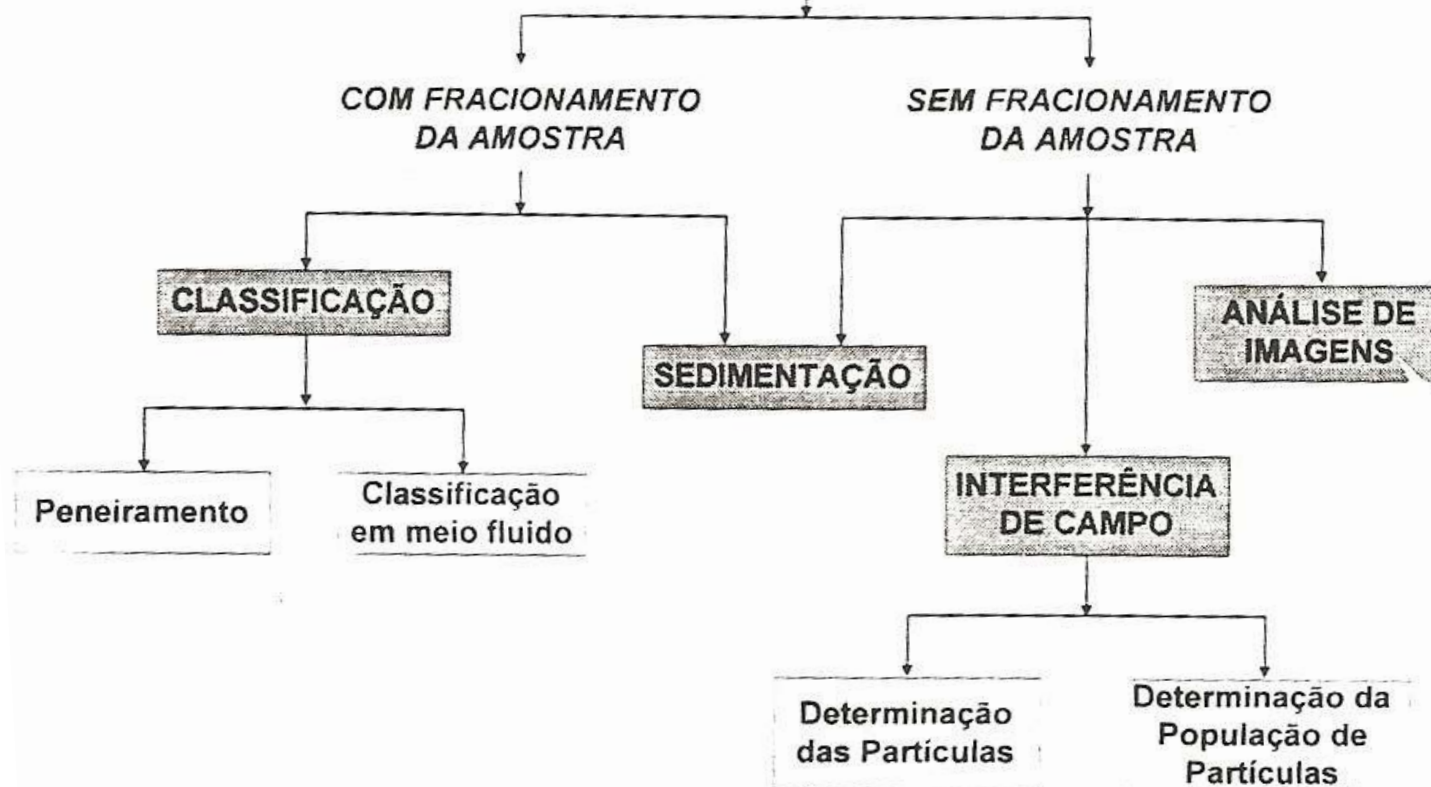 COM FRACIONAMENTO
DA AMOSTRA
SEM FRACIONAMENTO
DA AMOSTRA
CLASSIFICAÇÃO
SEDIMENTAÇÃO
ANÁLISE DE
IMAGENS
Peneiramento
Classificação
em meio fluido
INTERFERÊNCIA
DE CAMPO
Determinação
das Partículas
Determinação da
População de
Partículas